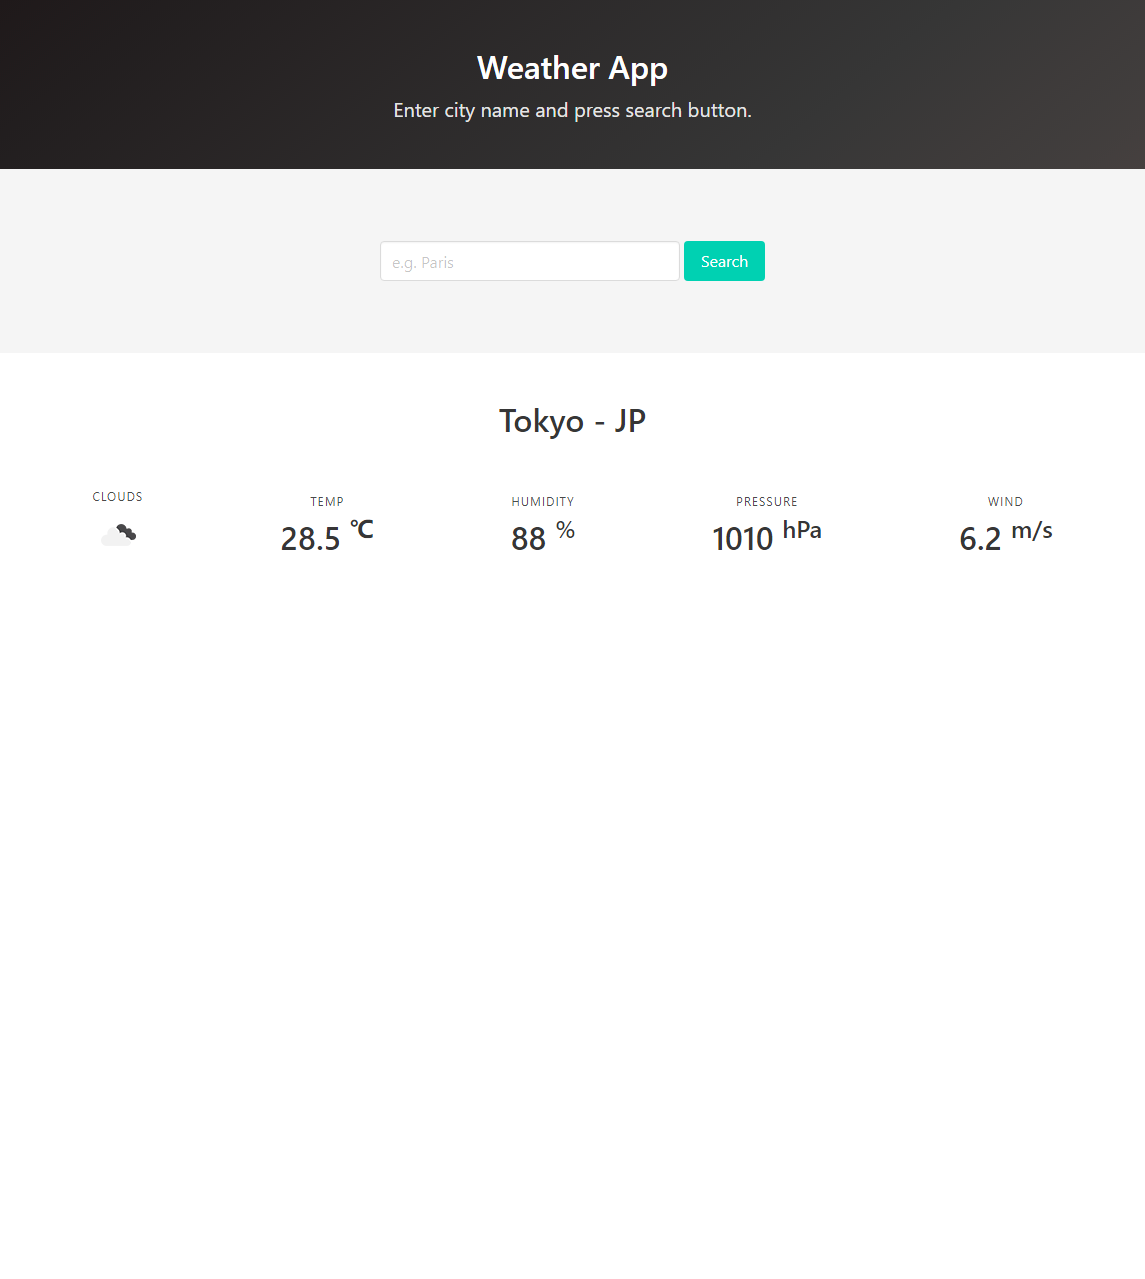 Weather App
Enter city name and press search button.
e.g. Paris
Search
Tokyo - JP
CLOUDS
TEMP
28.5 ℃
HUMIDITY
88 %
PRESSURE
1010 hPa
WIND
6.2 m/s